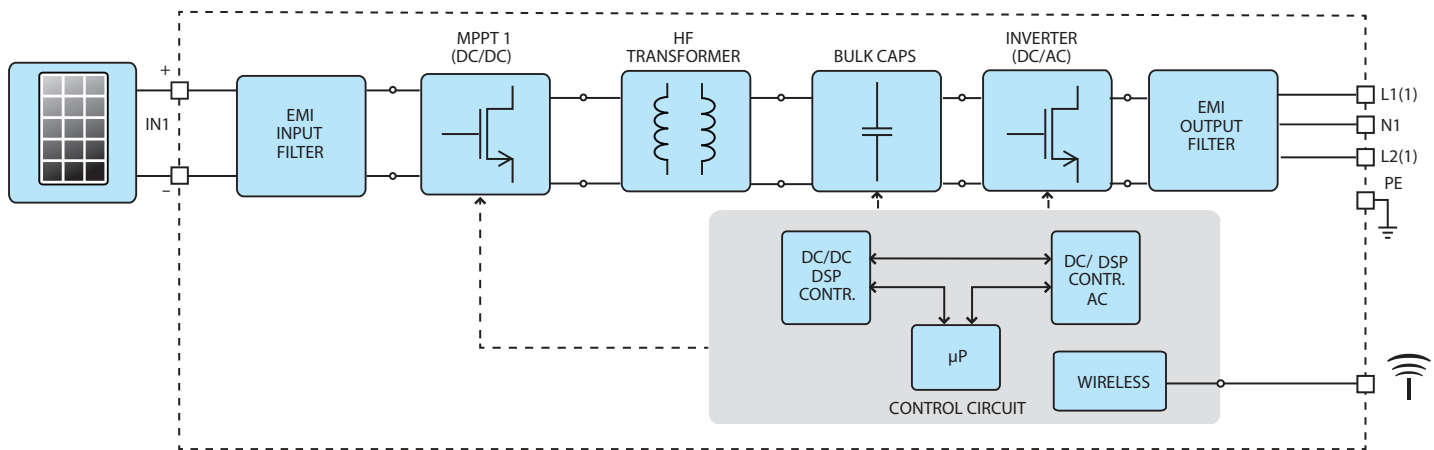 MPPT 1
(DC/DC)
HF
TRANSFORMER
BULK CAPS
INVERTER
(DC/AC)
+
IN1
–
EMI
INPUT
FILTER
EMI
OUTPUT
FILTER
L1(1)
N1
L2(1)
PE
DC/DC
DSP
CONTR.
DC/ DSP
CONTR.
AC
µP
WIRELESS
CONTROL CIRCUIT